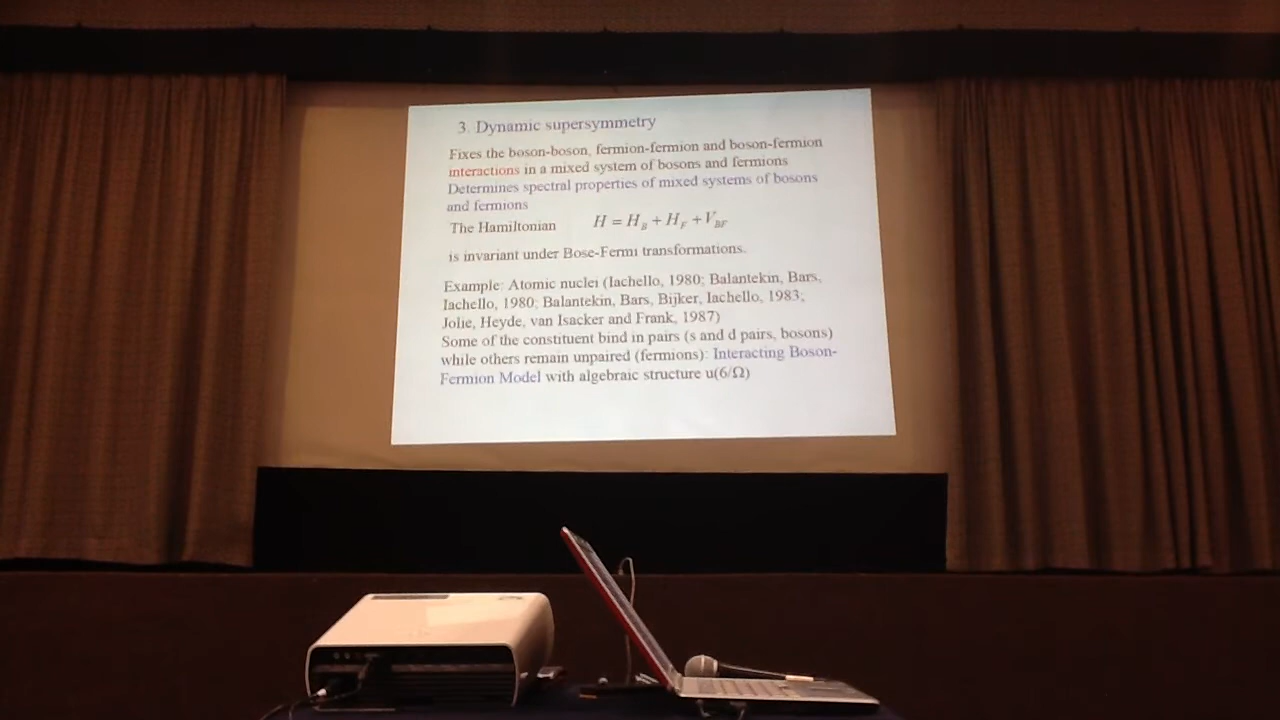 3. Dynamic supersymmetry
Fixes the boson-boson, fermion-fermion and boson-fermion
interactions in a mixed system of bosons and fermions
Determines spectral properties of mixed systems of bosons
and fermions
The Hamiltonian H = H_B + H_F + V_BF
is invariant under Bose-Fermi transformations.
Example: Atomic nuclei (Iachello, 1980; Balantekin, Bars,
Iachello, 1980; Balantekin, Bars, Bijker, Iachello, 1983;
Jolie, Heyde, van Isacker and Frank, 1987)
Some of the constituent bind in pairs (s and d pairs, bosons)
while others remain unpaired (fermions): Interacting Boson-
Fermion Model with algebraic structure u(6/Ω)